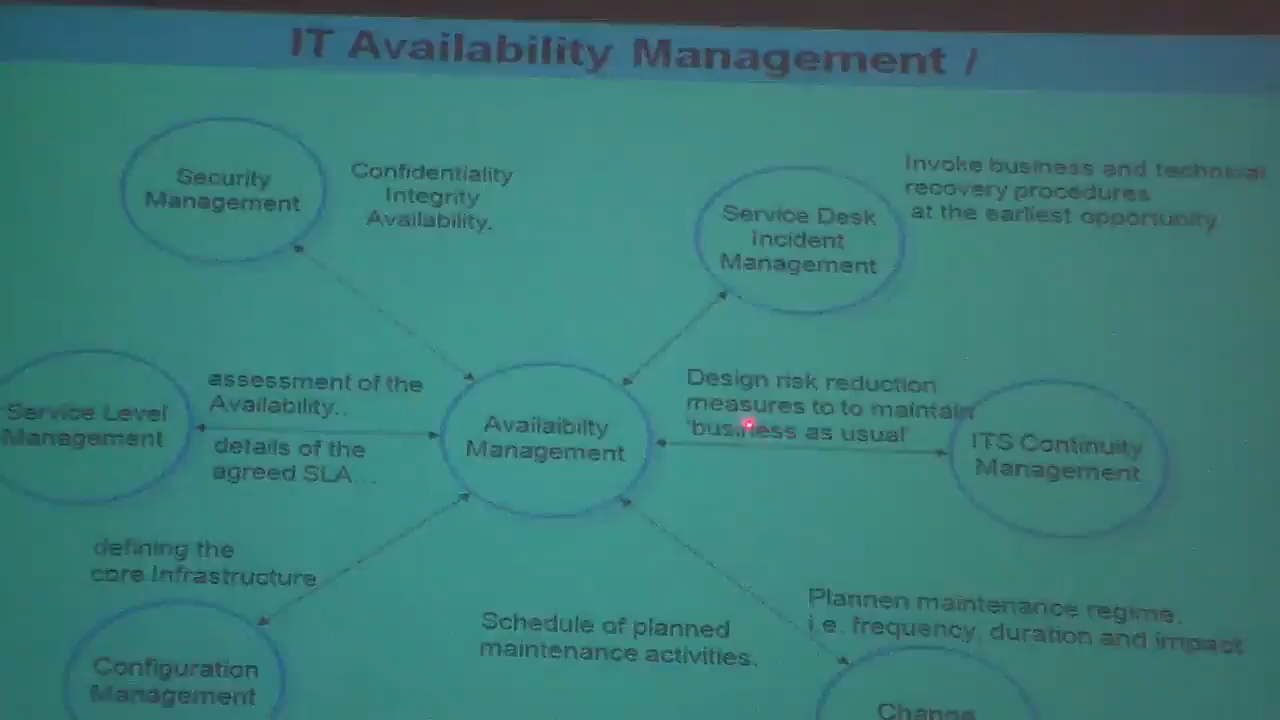 IT Availability Management /
Security
Management
Confidentiality
Integrity
Availability.
Service Desk
Incident
Management
Invoke business and technical
recovery procedures
at the earliest opportunity
Service Level
Management
assessment of the
Availability..
details of the
agreed SLA...
Availaibilty
Management
Design risk reduction
measures to to maintain
'business as usual'
ITS Continuity
Management
defining the
core Infrastructure
Configuration
Management
Schedule of planned
maintenance activities.
Plannen maintenance regime.
i.e. frequency, duration and impact
Change